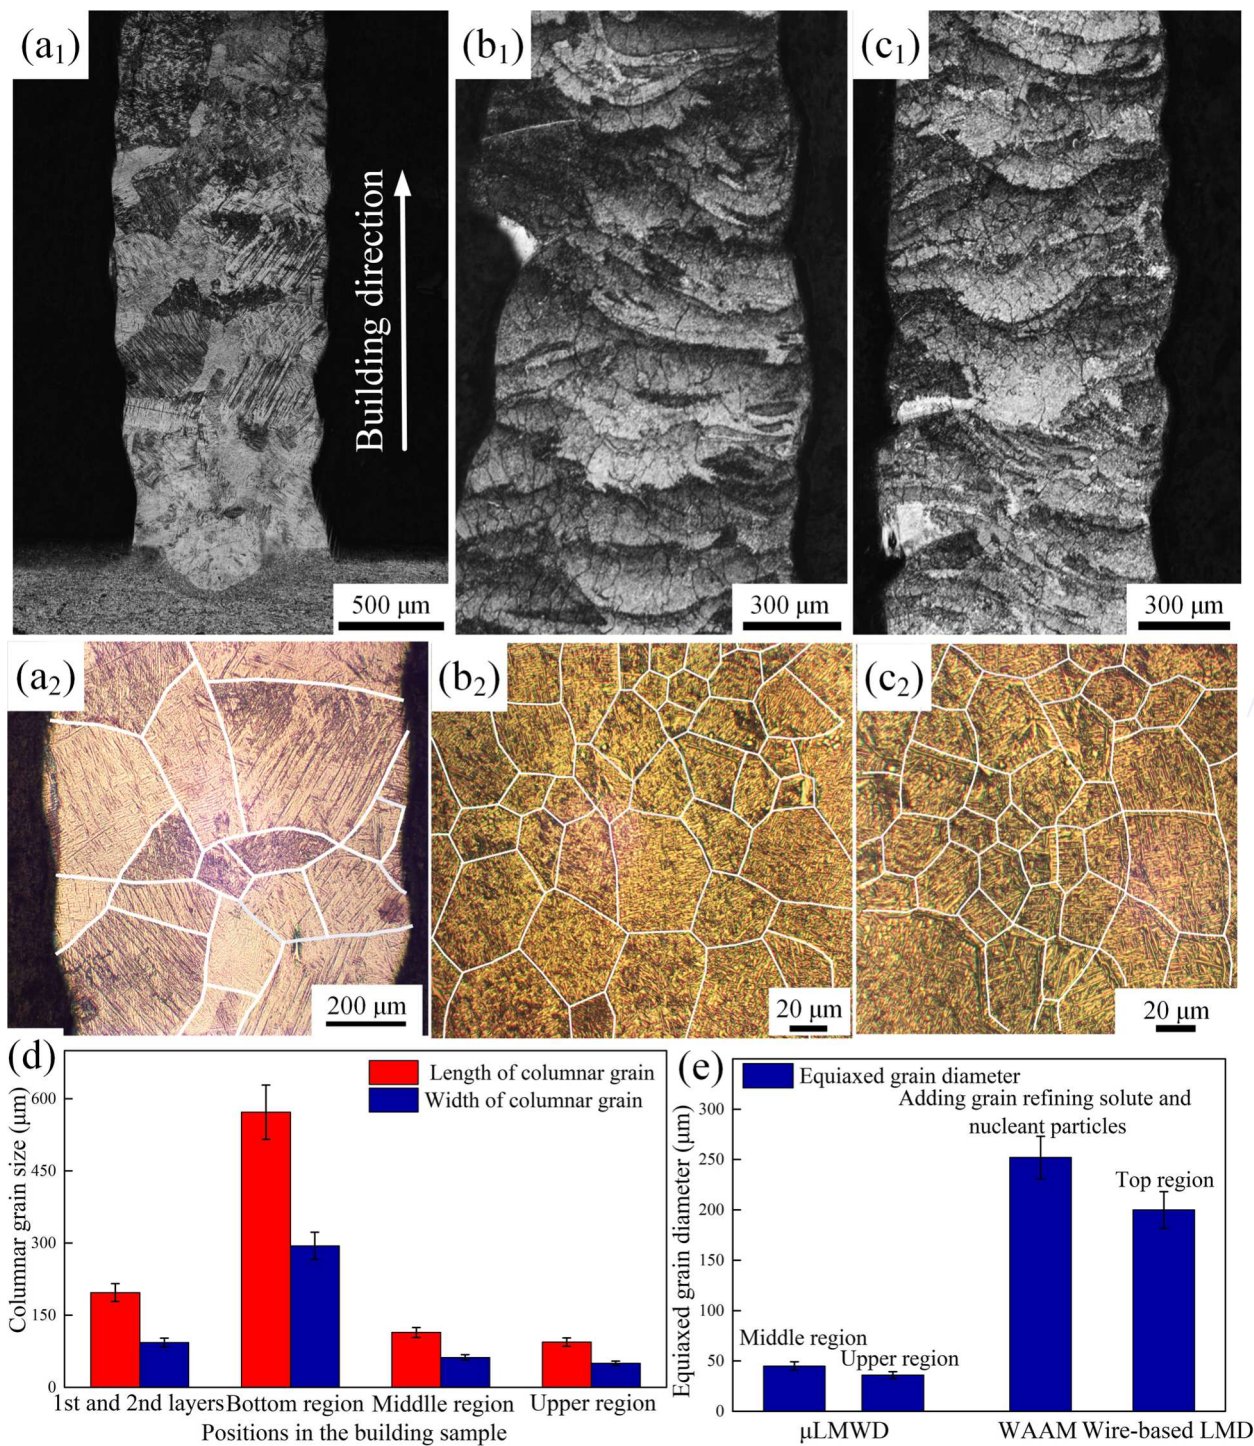 (a1)
(b1)
(c1)
Building direction
500 μm
300 μm
300 μm
(a2)
(b2)
(c2)
200 μm
20 μm
20 μm
(d)
Length of columnar grain
Width of columnar grain
Columnar grain size (μm)
600
450
300
150
0
1st and 2nd layers Bottom region Middlle region Upper region
Positions in the building sample
(e)
Equiaxed grain diameter
Adding grain refining solute and
nucleant particles
Top region
Middle region
Upper region
Equiaxed grain diameter (μm)
300
250
200
150
100
50
0
μLMWD WAAM Wire-based LMD